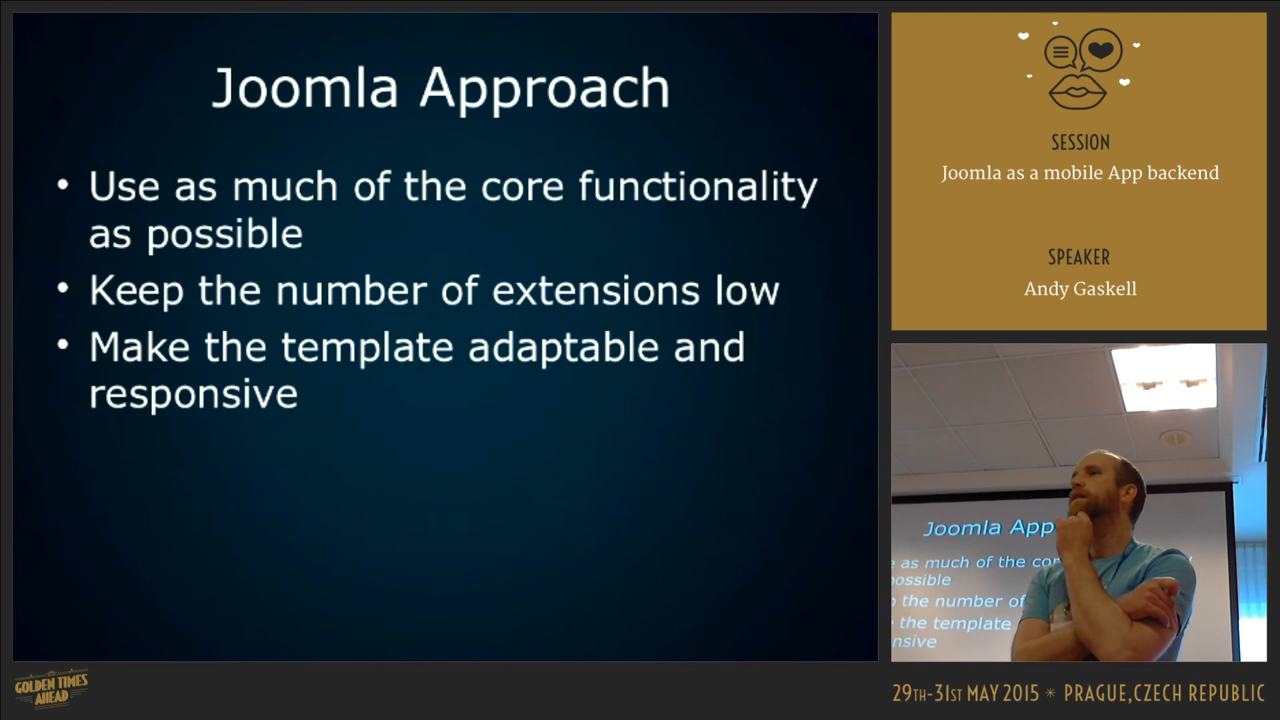 Joomla Approach
• Use as much of the core functionality
as possible
• Keep the number of extensions low
• Make the template adaptable and
responsive
SESSION
Joomla as a mobile App backend
SPEAKER
Andy Gaskell
Joomla App
as much of the
possible
the number of
the template
nsive
GOLDEN TIMES
AHEAD
29TH-31ST MAY 2015 * PRAGUE,CZECH REPUBLIC